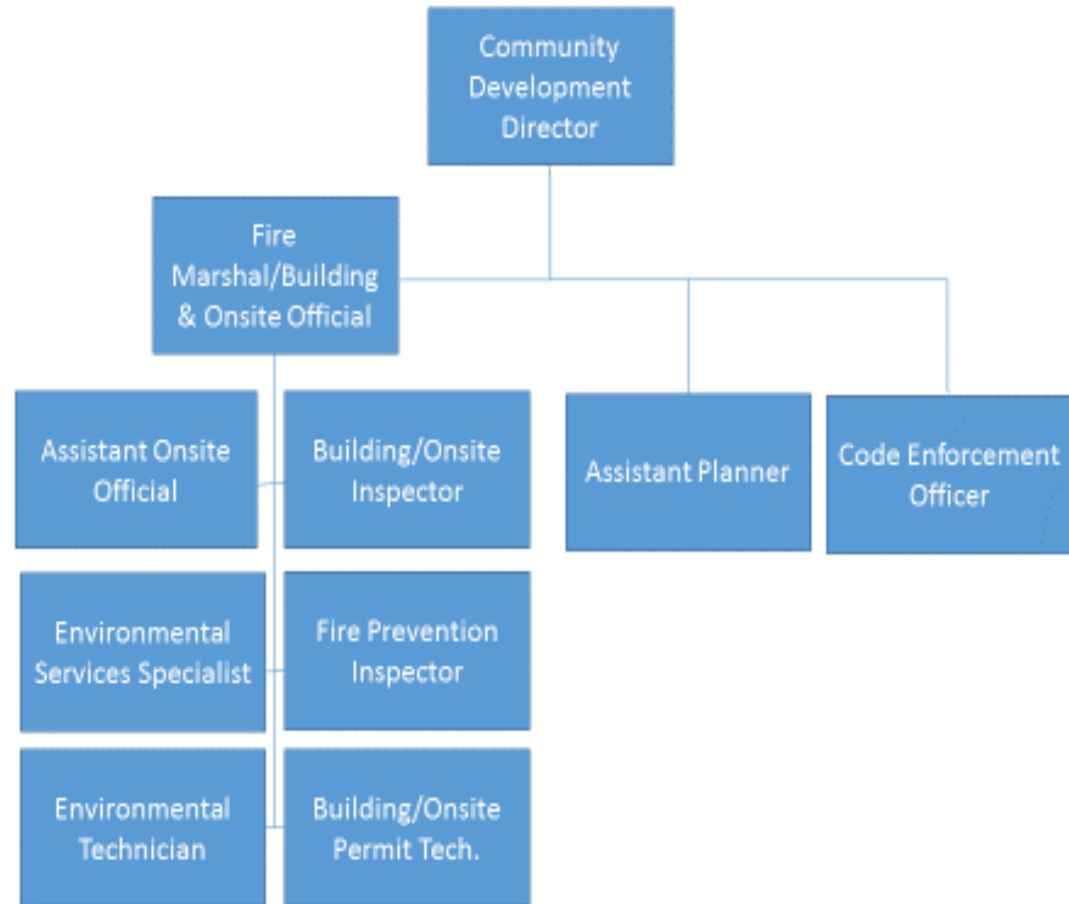 Community
Development
Director
Fire
Marshal/Building
& Onsite Official
Assistant Onsite
Official
Building/Onsite
Inspector
Assistant Planner
Code Enforcement
Officer
Environmental
Services Specialist
Fire Prevention
Inspector
Environmental
Technician
Building/Onsite
Permit Tech.